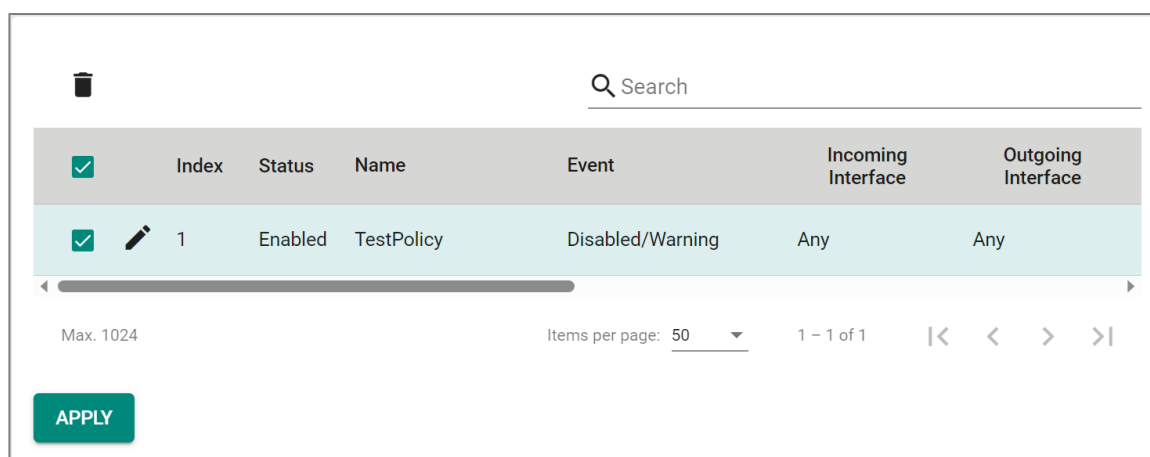 Search
Index Status Name Event Incoming Interface Outgoing Interface
1 Enabled TestPolicy Disabled/Warning Any Any
Max. 1024 Items per page: 50 1 – 1 of 1
APPLY